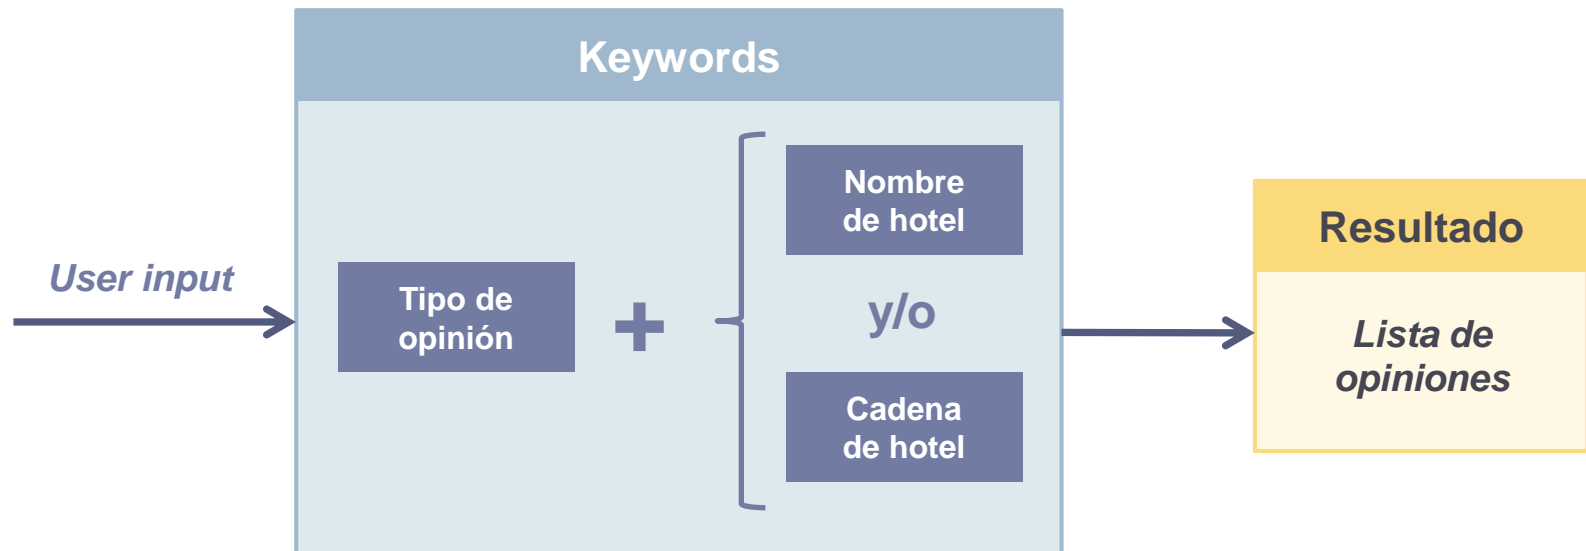 Keywords
User input
Tipo de
opinión
+
Nombre
de hotel
y/o
Cadena
de hotel
Resultado
Lista de
opiniones